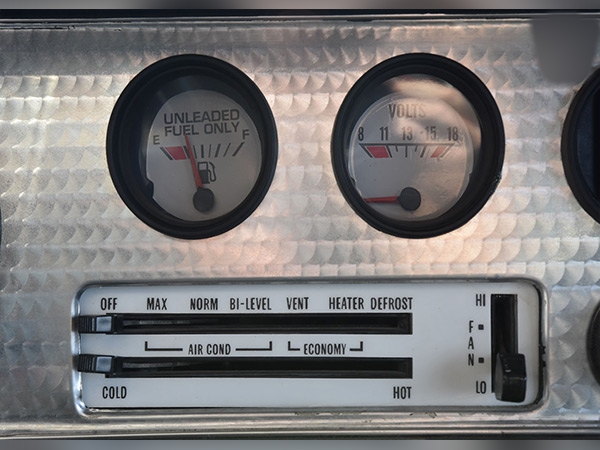 UNLEADED
FUEL ONLY
E F
VOLTS
8 11 13 15 18
OFF MAX NORM BI-LEVEL VENT HEATER DEFROST
AIR COND ECONOMY
COLD HOT
HI
FAN
LO